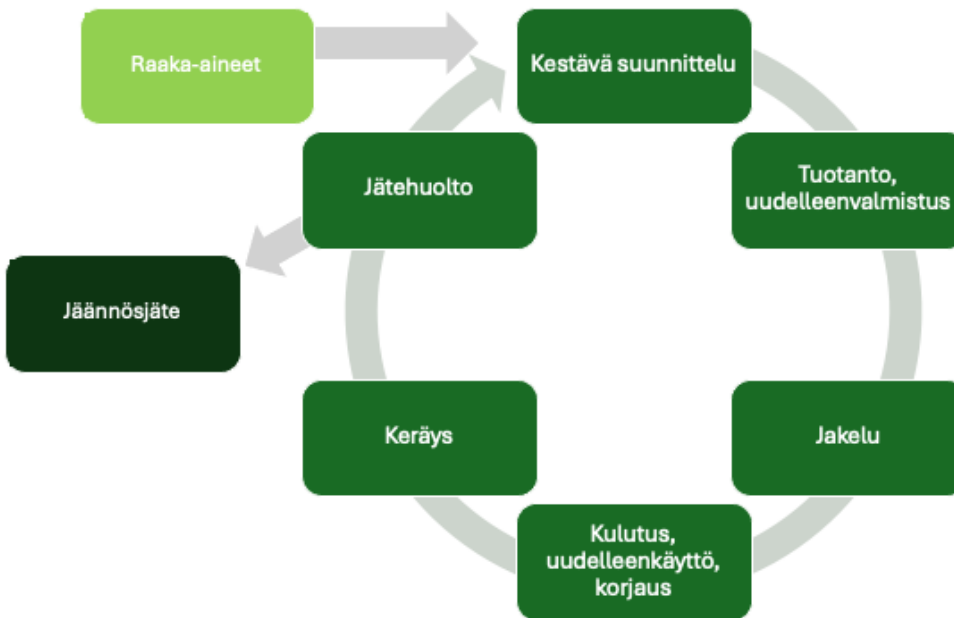 Raaka-aineet
Kestävä suunnittelu
Tuotanto,
uudelleenvalmistus
Jakelu
Kulutus,
uudelleenkäyttö,
korjaus
Keräys
Jätehuolto
Jäännösjäte